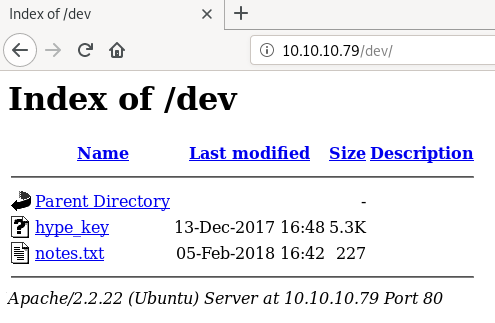 Index of /dev
10.10.10.79/dev/
Index of /dev
Name Last modified Size Description
Parent Directory -
hype_key 13-Dec-2017 16:48 5.3K
notes.txt 05-Feb-2018 16:42 227
Apache/2.2.22 (Ubuntu) Server at 10.10.10.79 Port 80